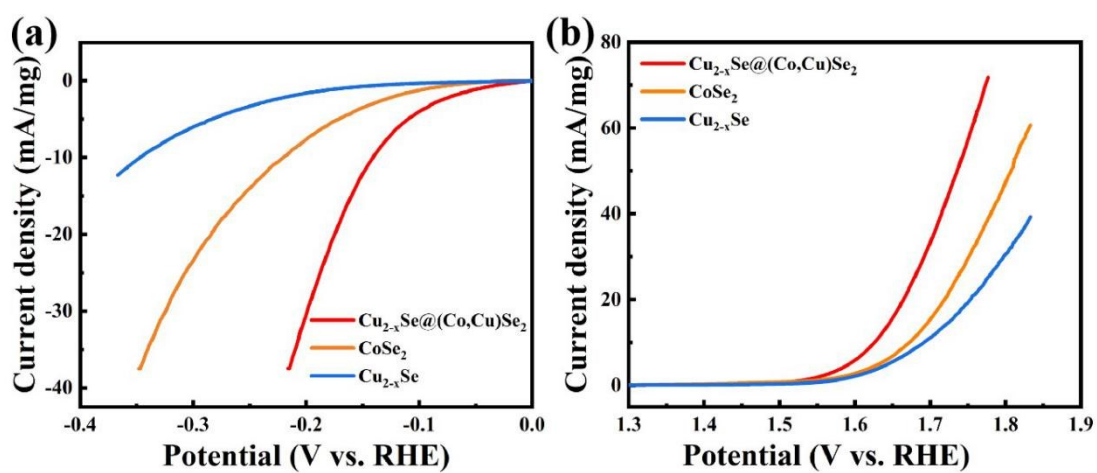 (a)
Current density (mA/mg)
0
-10
-20
-30
-40
-0.4
-0.3
-0.2
-0.1
0.0
Potential (V vs. RHE)
Cu₂₋ₓSe@(Co,Cu)Se₂
CoSe₂
Cu₂₋ₓSe
(b)
Current density (mA/mg)
80
60
40
20
0
1.3
1.4
1.5
1.6
1.7
1.8
1.9
Potential (V vs. RHE)
Cu₂₋ₓSe@(Co,Cu)Se₂
CoSe₂
Cu₂₋ₓSe